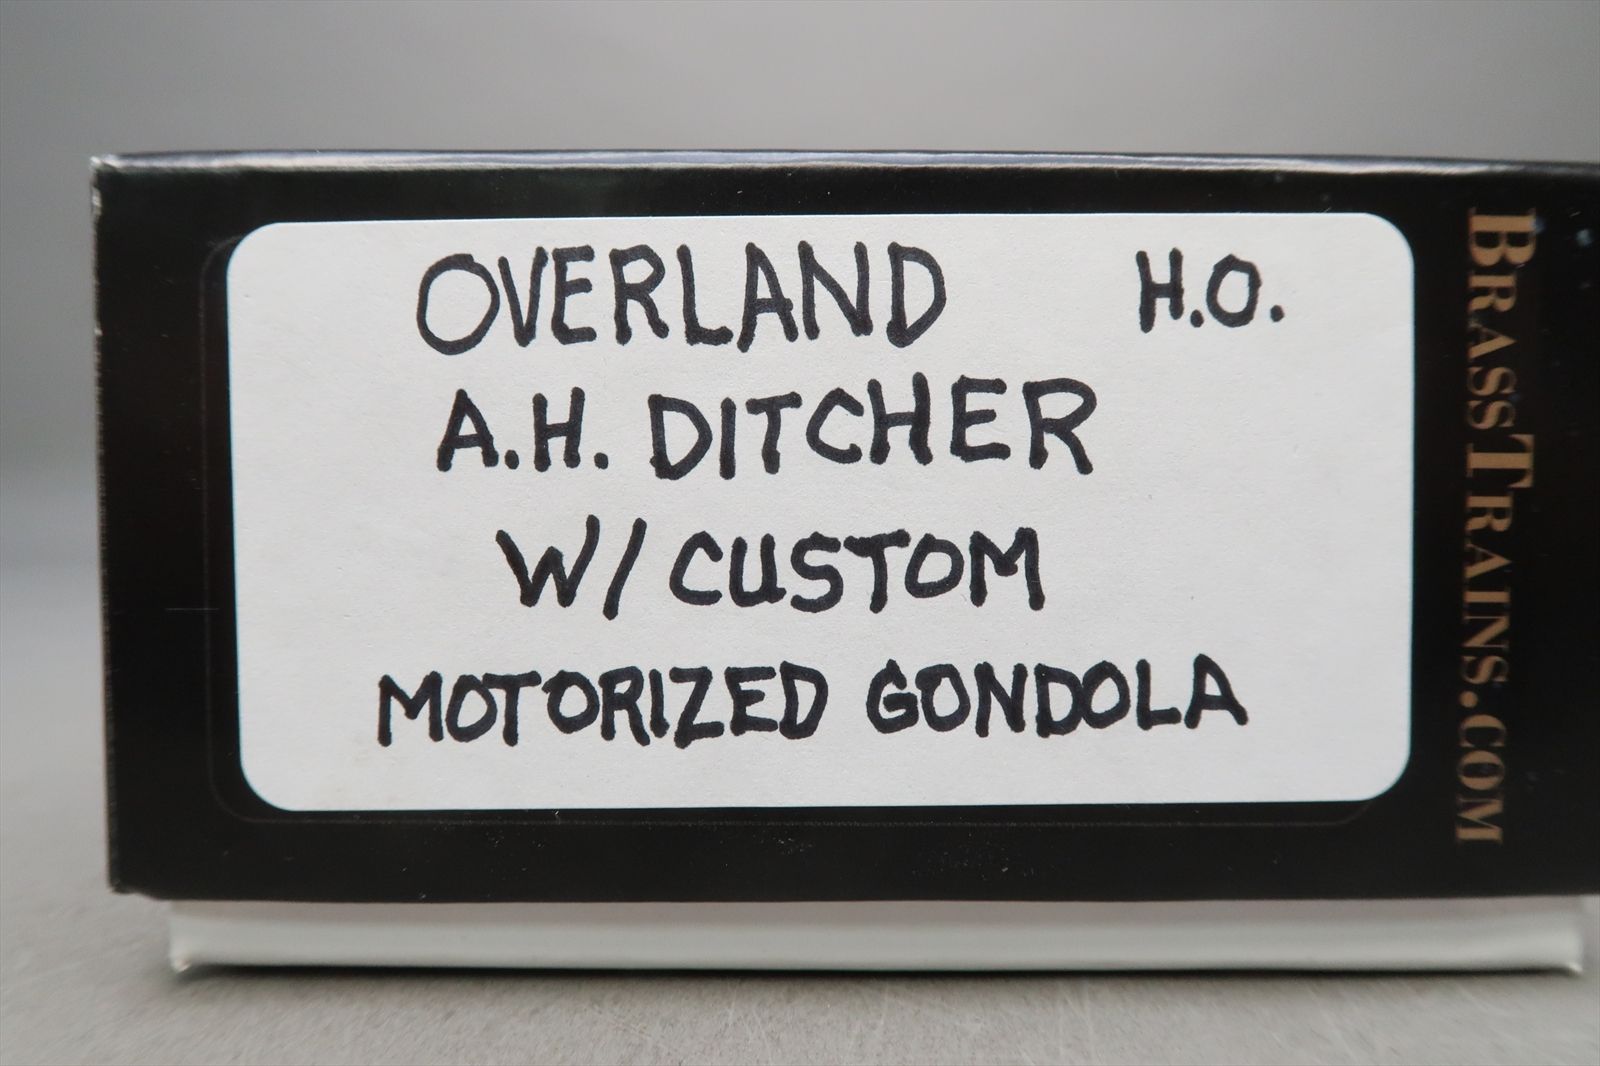 OVERLAND H.O.
A.H. DITCHER
W/ CUSTOM
MOTORIZED GONDOLA
BRASSTRAINS.COM